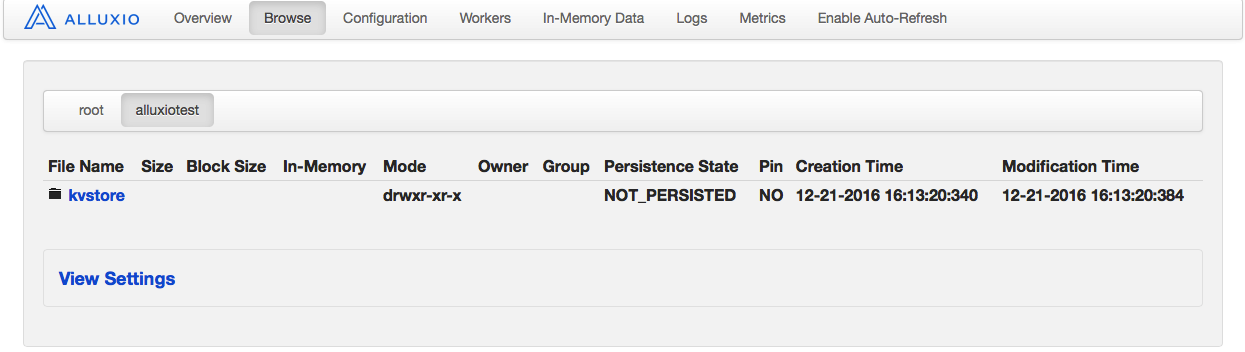 ALLUXIO Overview Browse Configuration Workers In-Memory Data Logs Metrics Enable Auto-Refresh
root alluxiotest
File Name Size Block Size In-Memory Mode Owner Group Persistence State Pin Creation Time Modification Time
kvstore drwxr-xr-x NOT_PERSISTED NO 12-21-2016 16:13:20:340 12-21-2016 16:13:20:384
View Settings